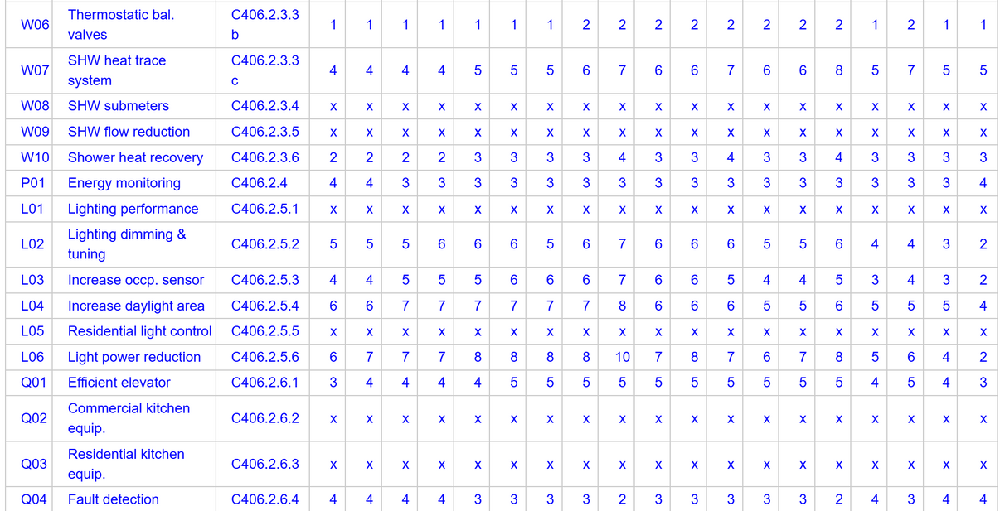 W06 Thermostatic bal. valves C406.2.3.3 b 1 1 1 1 1 1 1 2 2 2 2 2 2 2 2 1 2 1 1
W07 SHW heat trace system C406.2.3.3 c 4 4 4 4 5 5 5 6 7 6 6 7 6 6 8 5 7 5 5
W08 SHW submeters C406.2.3.4 x x x x x x x x x x x x x x x x x x x
W09 SHW flow reduction C406.2.3.5 x x x x x x x x x x x x x x x x x x x
W10 Shower heat recovery C406.2.3.6 2 2 2 2 3 3 3 3 4 3 3 4 3 3 4 3 3 3 3
P01 Energy monitoring C406.2.4 4 4 3 3 3 3 3 3 3 3 3 3 3 3 3 3 3 3 4
L01 Lighting performance C406.2.5.1 x x x x x x x x x x x x x x x x x x x
L02 Lighting dimming & tuning C406.2.5.2 5 5 5 6 6 6 5 6 7 6 6 6 5 5 6 4 4 3 2
L03 Increase occp. sensor C406.2.5.3 4 4 5 5 5 6 6 6 7 6 6 5 4 4 5 3 4 3 2
L04 Increase daylight area C406.2.5.4 6 6 7 7 7 7 7 7 8 6 6 6 5 5 6 5 5 5 4
L05 Residential light control C406.2.5.5 x x x x x x x x x x x x x x x x x x x
L06 Light power reduction C406.2.5.6 6 7 7 7 8 8 8 8 10 7 8 7 6 7 8 5 6 4 2
Q01 Efficient elevator C406.2.6.1 3 4 4 4 4 5 5 5 5 5 5 5 5 5 5 4 5 4 3
Q02 Commercial kitchen equip. C406.2.6.2 x x x x x x x x x x x x x x x x x x x
Q03 Residential kitchen equip. C406.2.6.3 x x x x x x x x x x x x x x x x x x x
Q04 Fault detection C406.2.6.4 4 4 4 4 3 3 3 3 2 3 3 3 3 3 2 4 3 4 4